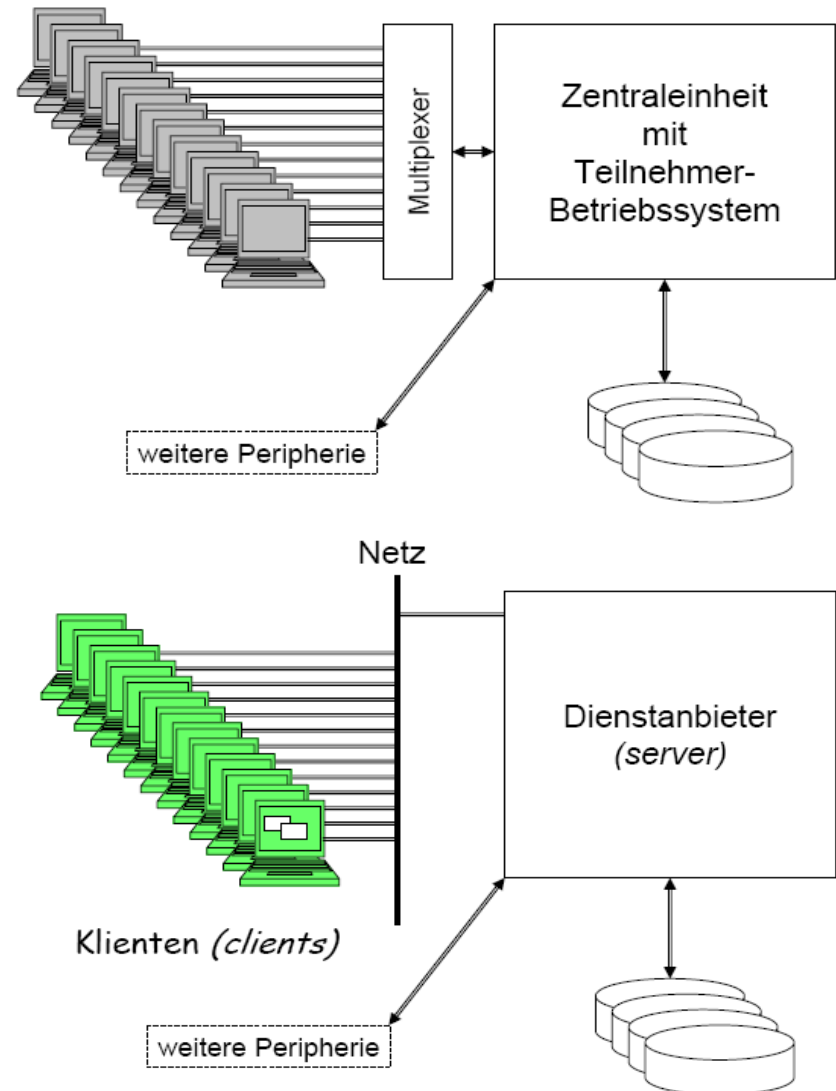 Multiplexer
Zentraleinheit
mit
Teilnehmer-
Betriebssystem
weitere Peripherie
Netz
Dienstanbieter
(server)
Klienten (clients)
weitere Peripherie